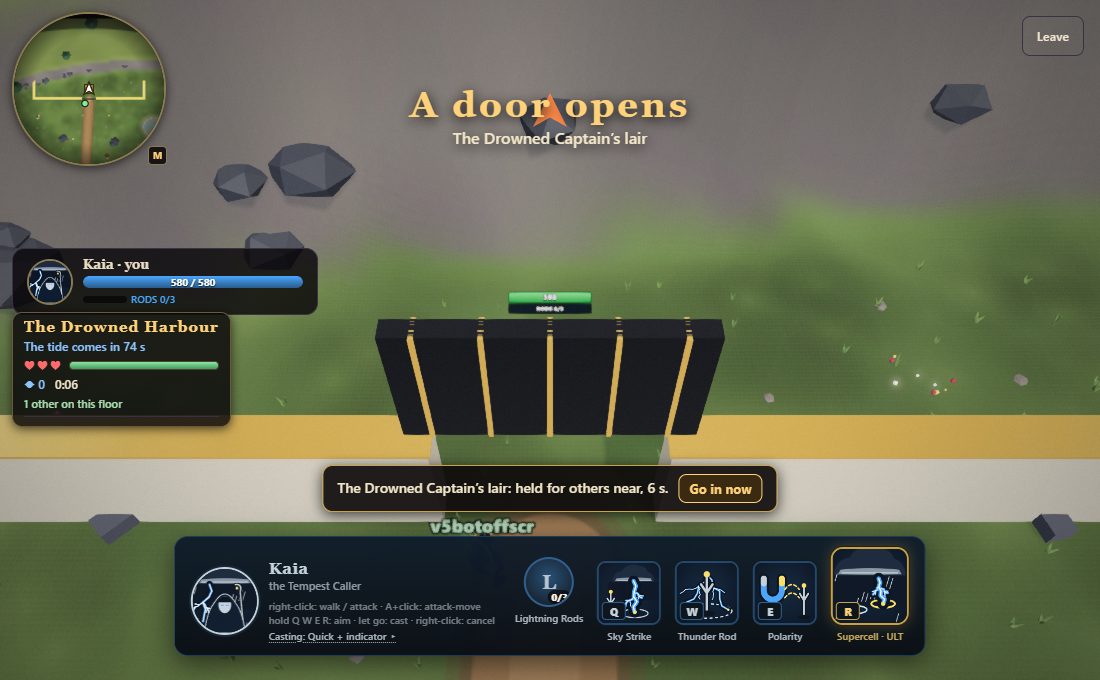 Leave
A door opens
The Drowned Captain's lair
M
Kaia · you
580 / 580
RODS 0/3
The Drowned Harbour
The tide comes in 74 s
0 0:06
1 other on this floor
The Drowned Captain's lair: held for others near, 6 s.
Go in now
v5botoffscr
Kaia
the Tempest Caller
right-click: walk / attack · A+click: attack-move
hold Q W E R: aim · let go: cast · right-click: cancel
Casting: Quick + indicator
L
Q
W
E
R
Lightning Rods
Sky Strike
Thunder Rod
Polarity
Supercell · ULT